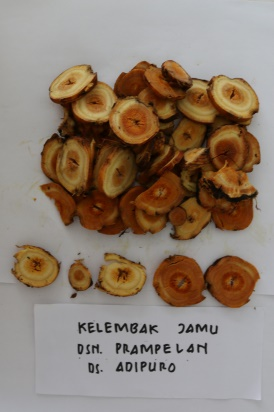 KELEMBAK JAMU
DSN. PRAMPELAN
DS. ADIPURO